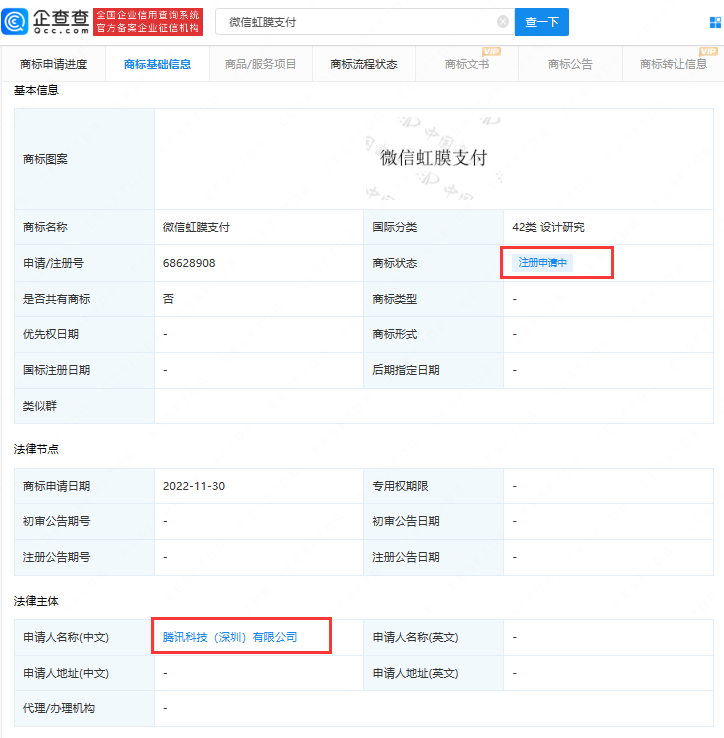 企查查 全国企业信用查询系统
Qcc.com 官方备案企业征信机构
微信虹膜支付 查一下
商标申请进度 商标基础信息 商品/服务项目 商标流程状态 商标文书 VIP 商标公告 商标转让信息 VIP
基本信息
商标图案 微信虹膜支付
商标名称 微信虹膜支付 国际分类 42类 设计研究
申请/注册号 68628908 商标状态 注册申请中
是否共有商标 否 商标类型 -
优先权日期 - 商标形式 -
国标注册日期 - 后期指定日期 -
类似群
法律节点
商标申请日期 2022-11-30 专用权期限 -
初审公告期号 - 初审公告日期 -
注册公告期号 - 注册公告日期 -
法律主体
申请人名称(中文) 腾讯科技（深圳）有限公司 申请人名称(英文) -
申请人地址(中文) - 申请人地址(英文) -
代理/办理机构 -